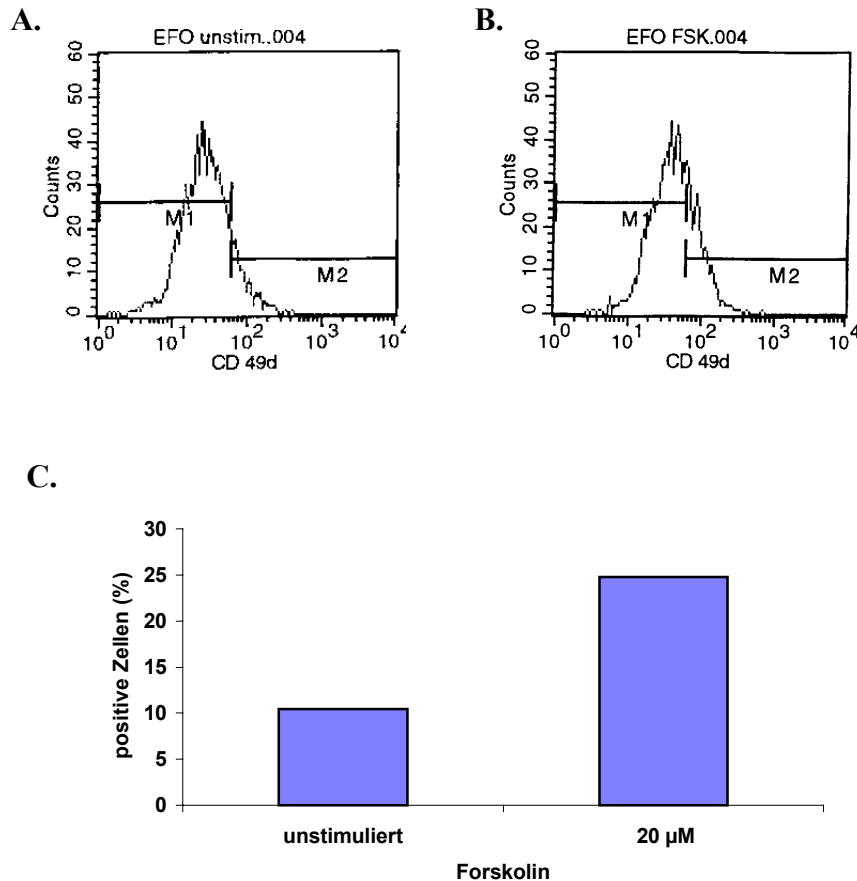 A.
EFO unstim..004
Counts
60
50
40
30
20
10
0
M1
M2
10^0 10^1 10^2 10^3 10^4
CD 49d
B.
EFO FSK.004
Counts
60
50
40
30
20
10
0
M1
M2
10^0 10^1 10^2 10^3 10^4
CD 49d
C.
positive Zellen (%)
30
25
20
15
10
5
0
unstimuliert 20 µM
Forskolin